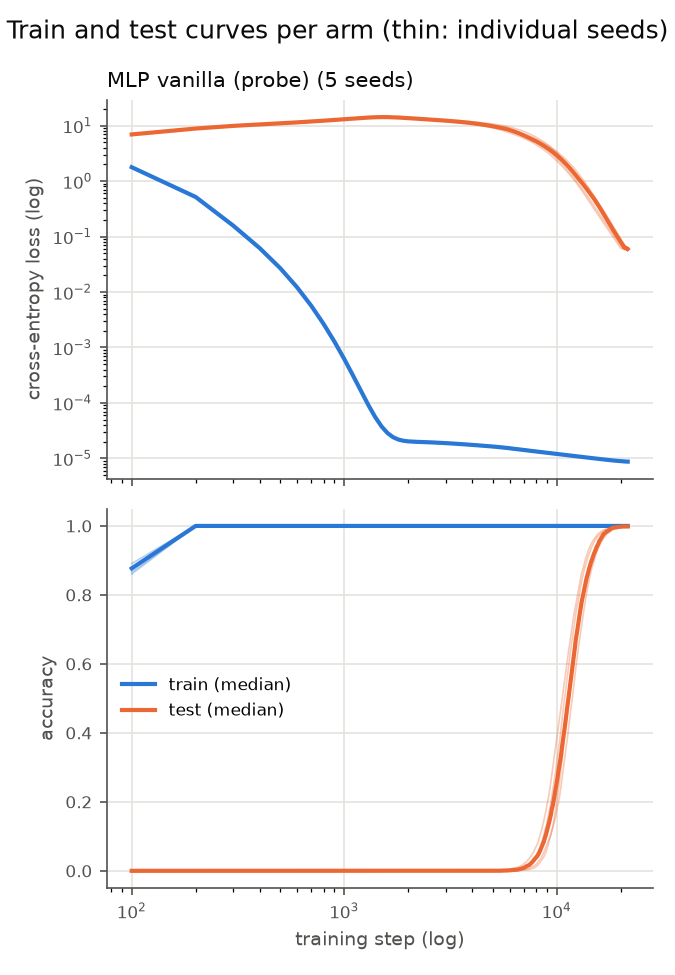 Train and test curves per arm (thin: individual seeds)
MLP vanilla (probe) (5 seeds)
cross-entropy loss (log)
10¹
10⁰
10⁻¹
10⁻²
10⁻³
10⁻⁴
10⁻⁵
accuracy
1.0
0.8
0.6
0.4
0.2
0.0
train (median)
test (median)
10² 10³ 10⁴
training step (log)